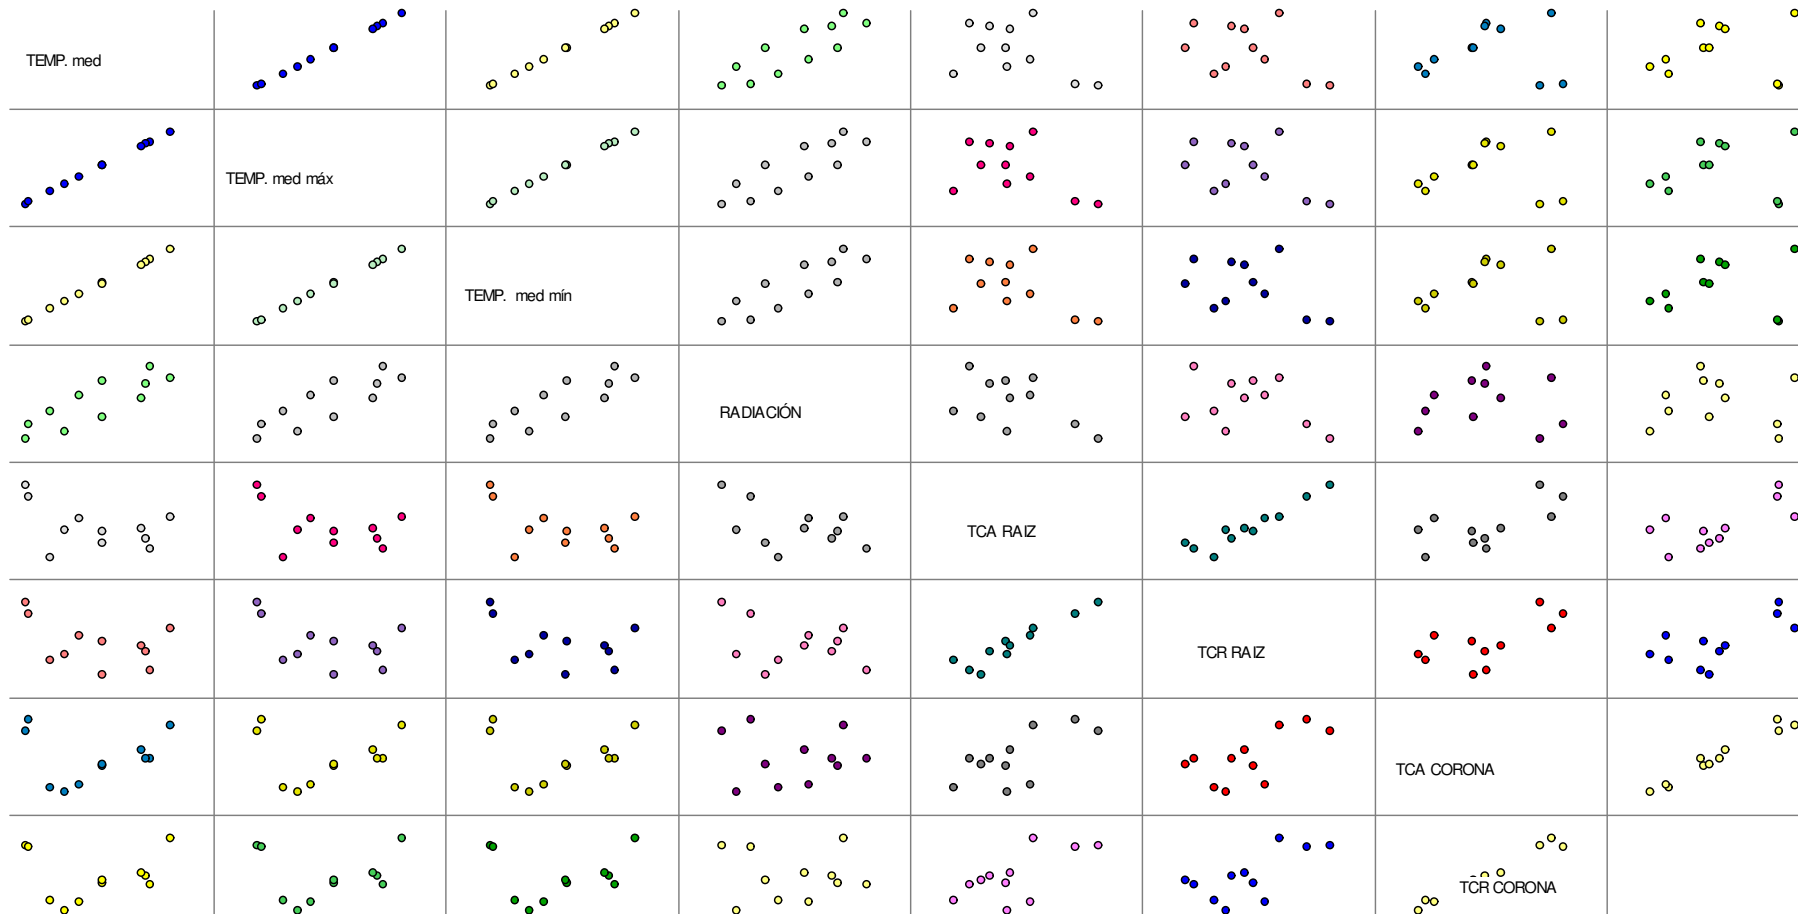 TEMP. med
TEMP. med máx
TEMP. med mín
RADIACIÓN
TCA RAIZ
TCR RAIZ
TCA CORONA
TCR CORONA